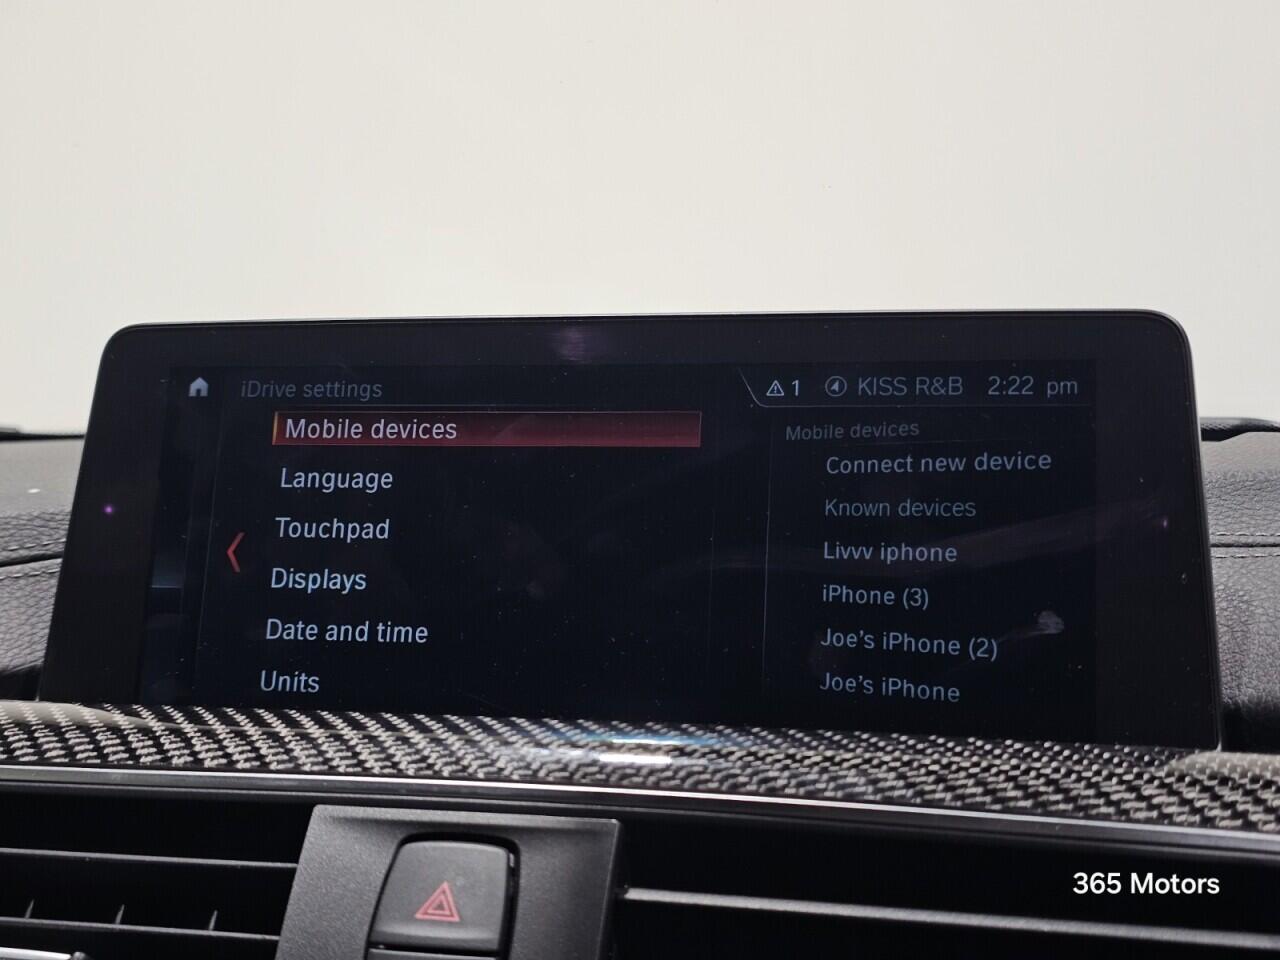 iDrive settings
1 KISS R&B 2:22 pm
Mobile devices
Language
Touchpad
Displays
Date and time
Units
Mobile devices
Connect new device
Known devices
Livvv iphone
iPhone (3)
Joe's iPhone (2)
Joe's iPhone
365 Motors